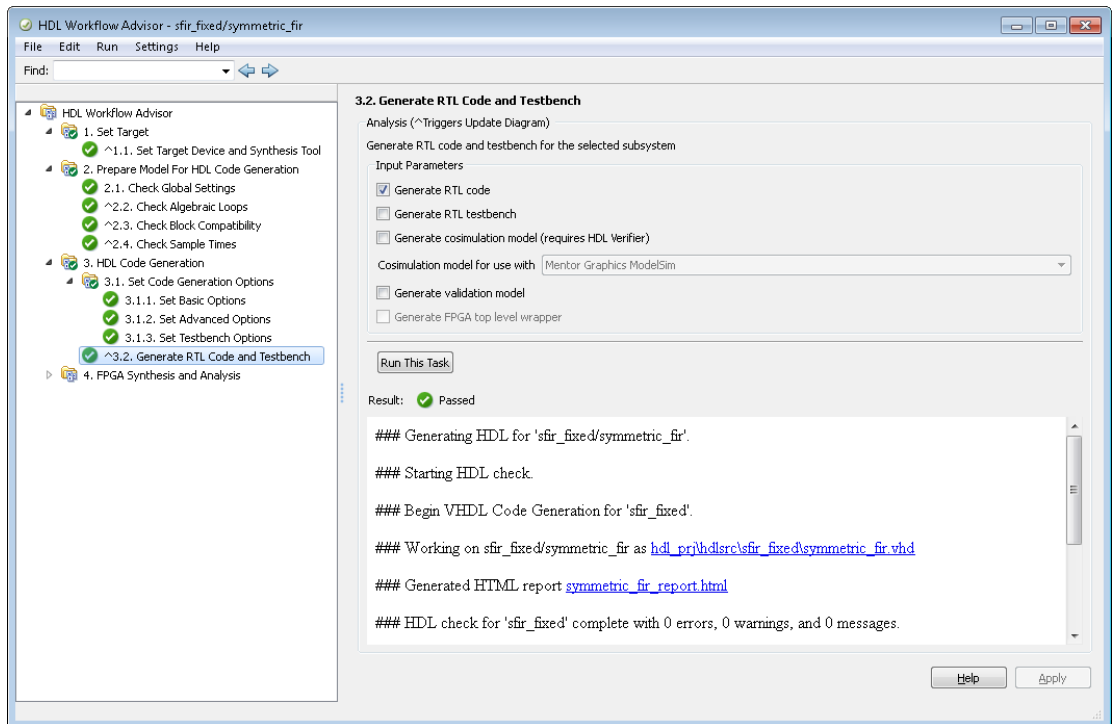 HDL Workflow Advisor - sfir_fixed/symmetric_fir
File Edit Run Settings Help
Find:
HDL Workflow Advisor
1. Set Target
^1.1. Set Target Device and Synthesis Tool
2. Prepare Model For HDL Code Generation
2.1. Check Global Settings
^2.2. Check Algebraic Loops
^2.3. Check Block Compatibility
^2.4. Check Sample Times
3. HDL Code Generation
3.1. Set Code Generation Options
3.1.1. Set Basic Options
3.1.2. Set Advanced Options
3.1.3. Set Testbench Options
^3.2. Generate RTL Code and Testbench
4. FPGA Synthesis and Analysis
3.2. Generate RTL Code and Testbench
Analysis (^Triggers Update Diagram)
Generate RTL code and testbench for the selected subsystem
Input Parameters
Generate RTL code
Generate RTL testbench
Generate cosimulation model (requires HDL Verifier)
Cosimulation model for use with Mentor Graphics ModelSim
Generate validation model
Generate FPGA top level wrapper
Run This Task
Result: Passed
### Generating HDL for 'sfir_fixed/symmetric_fir'.
### Starting HDL check.
### Begin VHDL Code Generation for 'sfir_fixed'.
### Working on sfir_fixed/symmetric_fir as hdl_prj\hdlsrc\sfir_fixed\symmetric_fir.vhd
### Generated HTML report symmetric_fir_report.html
### HDL check for 'sfir_fixed' complete with 0 errors, 0 warnings, and 0 messages.
Help Apply